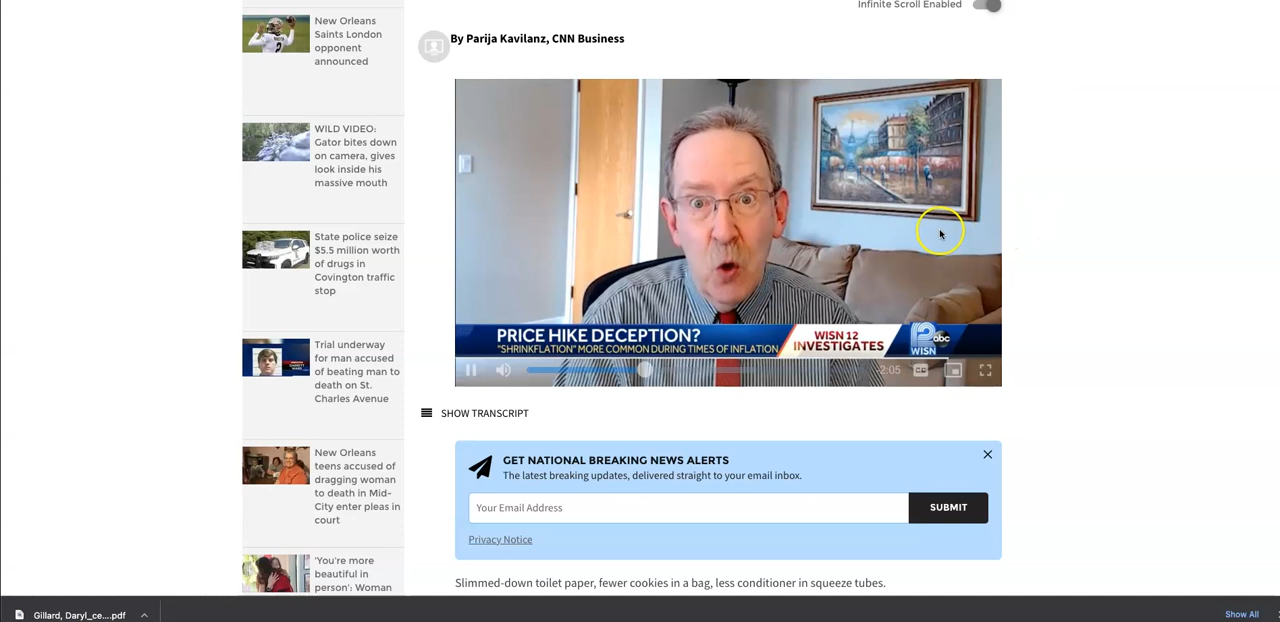 Infinite Scroll Enabled
New Orleans
Saints London
opponent
announced
WILD VIDEO:
Gator bites down
on camera, gives
look inside his
massive mouth
State police seize
$5.5 million worth
of drugs in
Covington traffic
stop
Trial underway
for man accused
of beating man to
death on St.
Charles Avenue
New Orleans
teens accused of
dragging woman
to death in Mid-
City enter pleas in
court
'You're more
beautiful in
person': Woman
By Parija Kavilanz, CNN Business
PRICE HIKE DECEPTION?
"SHRINKFLATION" MORE COMMON DURING TIMES OF INFLATION
WISN 12
INVESTIGATES
12
abc
WISN
-2:05
CC
SHOW TRANSCRIPT
GET NATIONAL BREAKING NEWS ALERTS
The latest breaking updates, delivered straight to your email inbox.
Your Email Address
SUBMIT
Privacy Notice
Slimmed-down toilet paper, fewer cookies in a bag, less conditioner in squeeze tubes.
Gillard, Daryl_ce....pdf
Show All